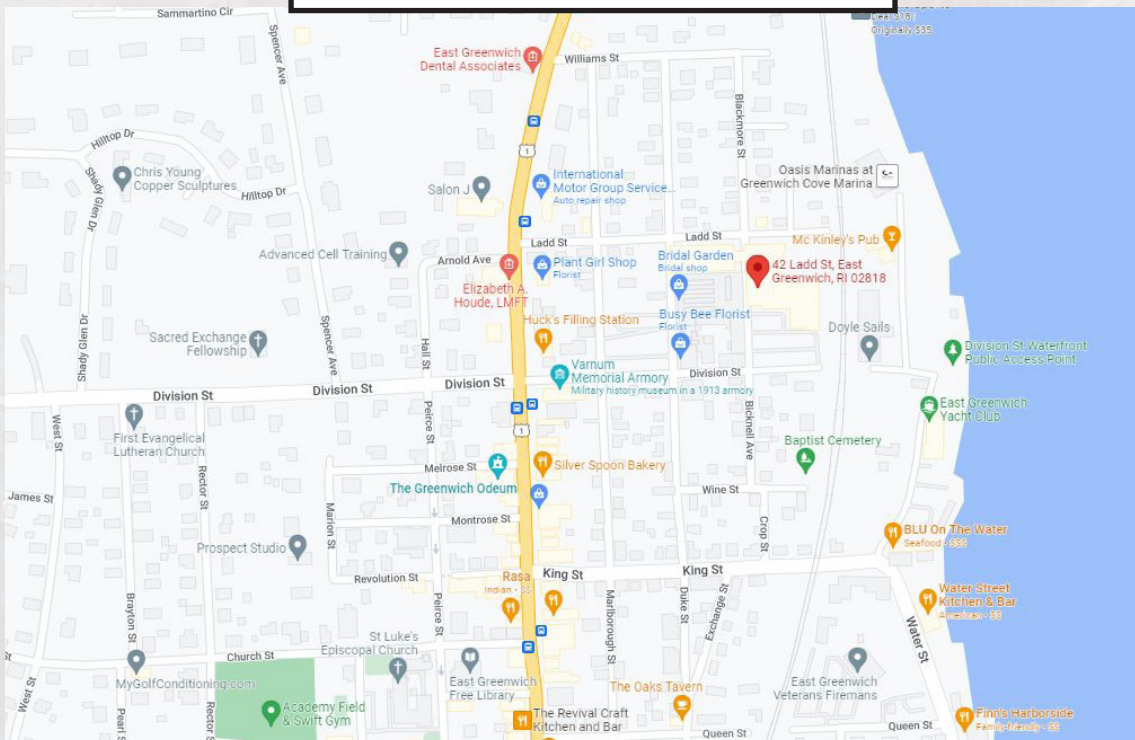 Deal $18 |
Originally $35
Sammartino Cir
Spencer Ave
East Greenwich
Dental Associates
Williams St
Blackmore St
1
Hilltop Dr
Shady Glen Dr
Chris Young
Copper Sculptures
Hilltop Dr
Salon J
International
Motor Group Service...
Auto repair shop
Oasis Marinas at
Greenwich Cove Marina
Ladd St
Ladd St
Mc Kinley's Pub
Advanced Cell Training
Arnold Ave
Plant Girl Shop
Florist
Bridal Garden
Bridal shop
42 Ladd St, East
Greenwich, RI 02818
Elizabeth A.
Houde, LMFT
Huck's Filling Station
Busy Bee Florist
Florist
Doyle Sails
Sacred Exchange
Fellowship
Spencer Ave
Shady Glen Dr
Hall St
Division St Waterfront
Public Access Point
Varnum
Memorial Armory
Military history museum in a 1913 armory
Division St
Division St
Division St
Division St
West St
First Evangelical
Lutheran Church
Peirce St
1
Bicknell Ave
East Greenwich
Yacht Club
Baptist Cemetery
Rector St
Melrose St
Silver Spoon Bakery
The Greenwich Odeum
Wine St
James St
Marion St
Montrose St
Crop St
BLU On The Water
Seafood - $$$
Prospect Studio
Revolution St
Rasa
Indian - $$
King St
King St
Brayton St
Peirce St
Marlborough St
Duke St
Exchange St
Water Street
Kitchen & Bar
American - $$
Water St
St
Church St
St Luke's
Episcopal Church
MyGolfConditioning.com
East Greenwich
Free Library
East Greenwich
Veterans Firemans
West St
Pearl S
Rector S
Academy Field
& Swift Gym
The Oaks Tavern
The Revival Craft
Kitchen and Bar
Queen St
Queen St
Finn's Harborside
Family-friendly - $$